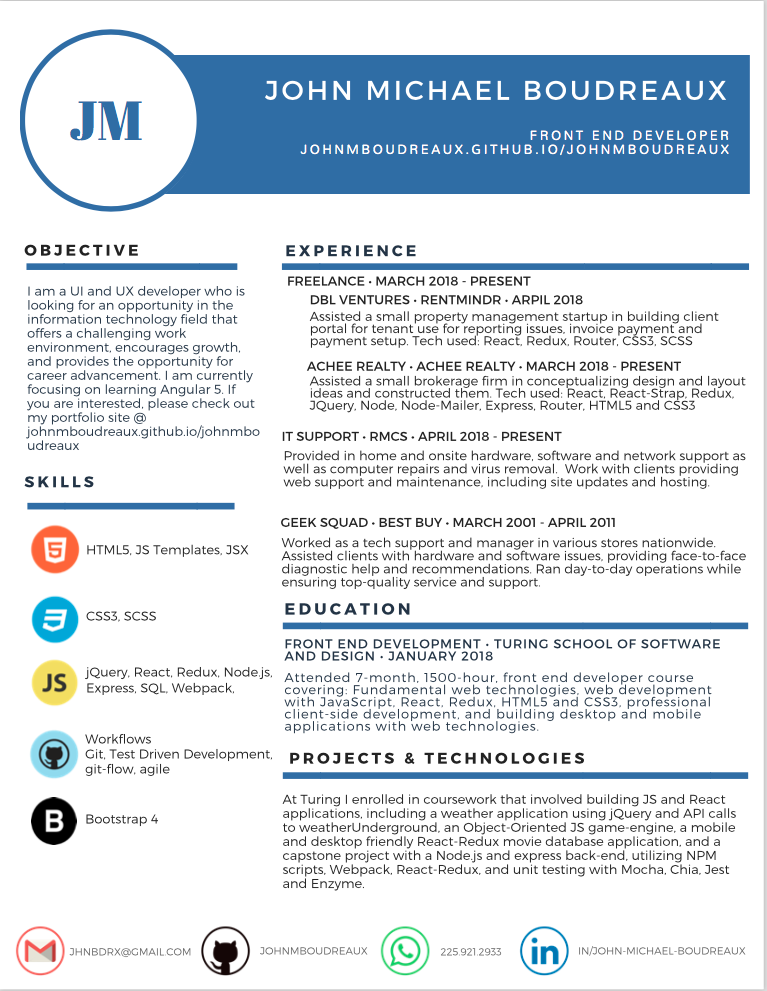 JM
JOHN MICHAEL BOUDREAUX
FRONT END DEVELOPER
JOHNMBOUDREAUX.GITHUB.IO/JOHNMBOUDREAUX
OBJECTIVE
I am a UI and UX developer who is
looking for an opportunity in the
information technology field that
offers a challenging work
environment, encourages growth,
and provides the opportunity for
career advancement. I am currently
focusing on learning Angular 5. If
you are interested, please check out
my portfolio site @
johnmboudreaux.github.io/johnmbo
udreaux
SKILLS
HTML5, JS Templates, JSX
CSS3, SCSS
JS
jQuery, React, Redux, Node.js,
Express, SQL, Webpack,
Workflows
Git, Test Driven Development,
git-flow, agile
B
Bootstrap 4
EXPERIENCE
FREELANCE • MARCH 2018 - PRESENT
DBL VENTURES • RENTMINDR • ARPIL 2018
Assisted a small property management startup in building client
portal for tenant use for reporting issues, invoice payment and
payment setup. Tech used: React, Redux, Router, CSS3, SCSS
ACHEE REALTY • ACHEE REALTY • MARCH 2018 - PRESENT
Assisted a small brokerage firm in conceptualizing design and layout
ideas and constructed them. Tech used: React, React-Strap, Redux,
JQuery, Node, Node-Mailer, Express, Router, HTML5 and CSS3
IT SUPPORT • RMCS • APRIL 2018 - PRESENT
Provided in home and onsite hardware, software and network support as
well as computer repairs and virus removal.  Work with clients providing
web support and maintenance, including site updates and hosting.
GEEK SQUAD • BEST BUY • MARCH 2001 - APRIL 2011
Worked as a tech support and manager in various stores nationwide.
Assisted clients with hardware and software issues, providing face-to-face
diagnostic help and recommendations. Ran day-to-day operations while
ensuring top-quality service and support.
EDUCATION
FRONT END DEVELOPMENT • TURING SCHOOL OF SOFTWARE
AND DESIGN • JANUARY 2018
Attended 7-month, 1500-hour, front end developer course
covering: Fundamental web technologies, web development
with JavaScript, React, Redux, HTML5 and CSS3, professional
client-side development, and building desktop and mobile
applications with web technologies.
PROJECTS & TECHNOLOGIES
At Turing I enrolled in coursework that involved building JS and React
applications, including a weather application using jQuery and API calls
to weatherUnderground, an Object-Oriented JS game-engine, a mobile
and desktop friendly React-Redux movie database application, and a
capstone project with a Node.js and express back-end, utilizing NPM
scripts, Webpack, React-Redux, and unit testing with Mocha, Chia, Jest
and Enzyme.
JHNBDRX@GMAIL.COM
JOHNMBOUDREAUX
225.921.2933
in
IN/JOHN-MICHAEL-BOUDREAUX